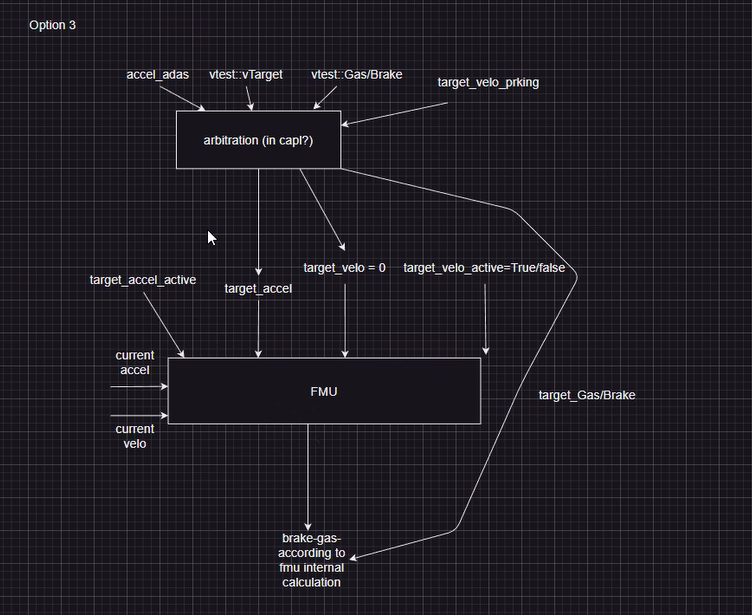 Option 3
accel_adas
vtest::vTarget
vtest::Gas/Brake
target_velo_prking
arbitration (in capl?)
target_accel_active
target_accel
target_velo = 0
target_velo_active=True/false
current
accel
FMU
target_Gas/Brake
current
velo
brake-gas-
according to
fmu internal
calculation